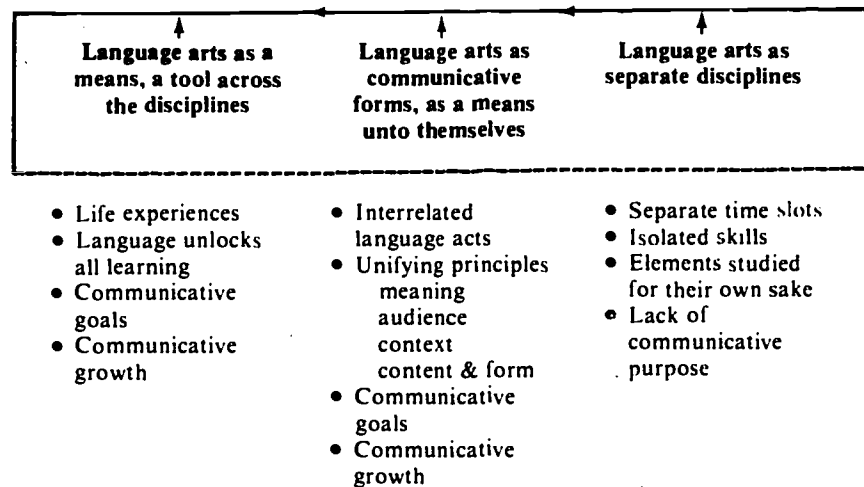 Language arts as a
means, a tool across
the disciplines
Language arts as
communicative
forms, as a means
unto themselves
Language arts as
separate disciplines
• Life experiences
• Language unlocks
all learning
• Communicative
goals
• Communicative
growth
• Interrelated
language acts
• Unifying principles
meaning
audience
context
content & form
• Communicative
goals
• Communicative
growth
• Separate time slots
• Isolated skills
• Elements studied
for their own sake
• Lack of
communicative
purpose